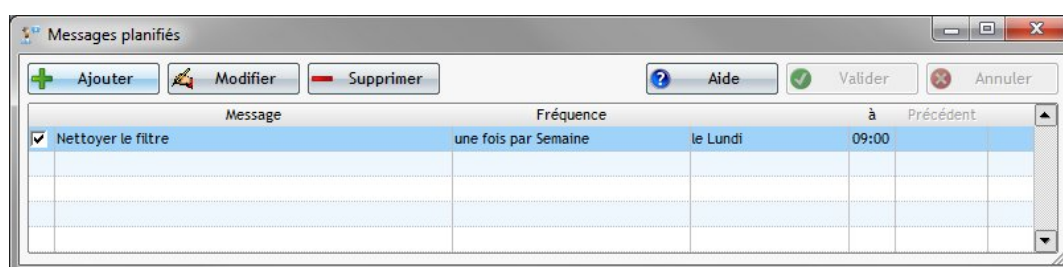 Messages planifiés
Ajouter Modifier Supprimer Aide Valider Annuler
Message Fréquence à Précédent
Nettoyer le filtre une fois par Semaine le Lundi 09:00